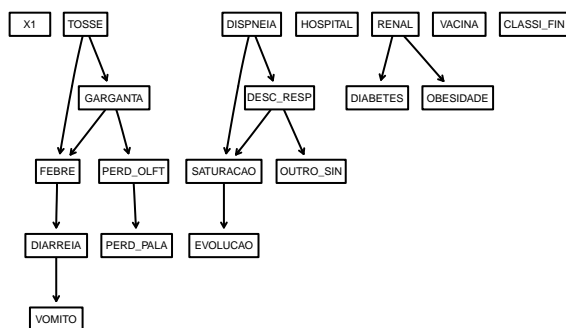 X1 TOSSE DISPNEIA HOSPITAL RENAL VACINA CLASSI_FIN
GARGANTA DESC_RESP DIABETES OBESIDADE
FEBRE PERD_OLFT SATURACAO OUTRO_SIN
DIARREIA PERD_PALA EVOLUCAO
VOMITO